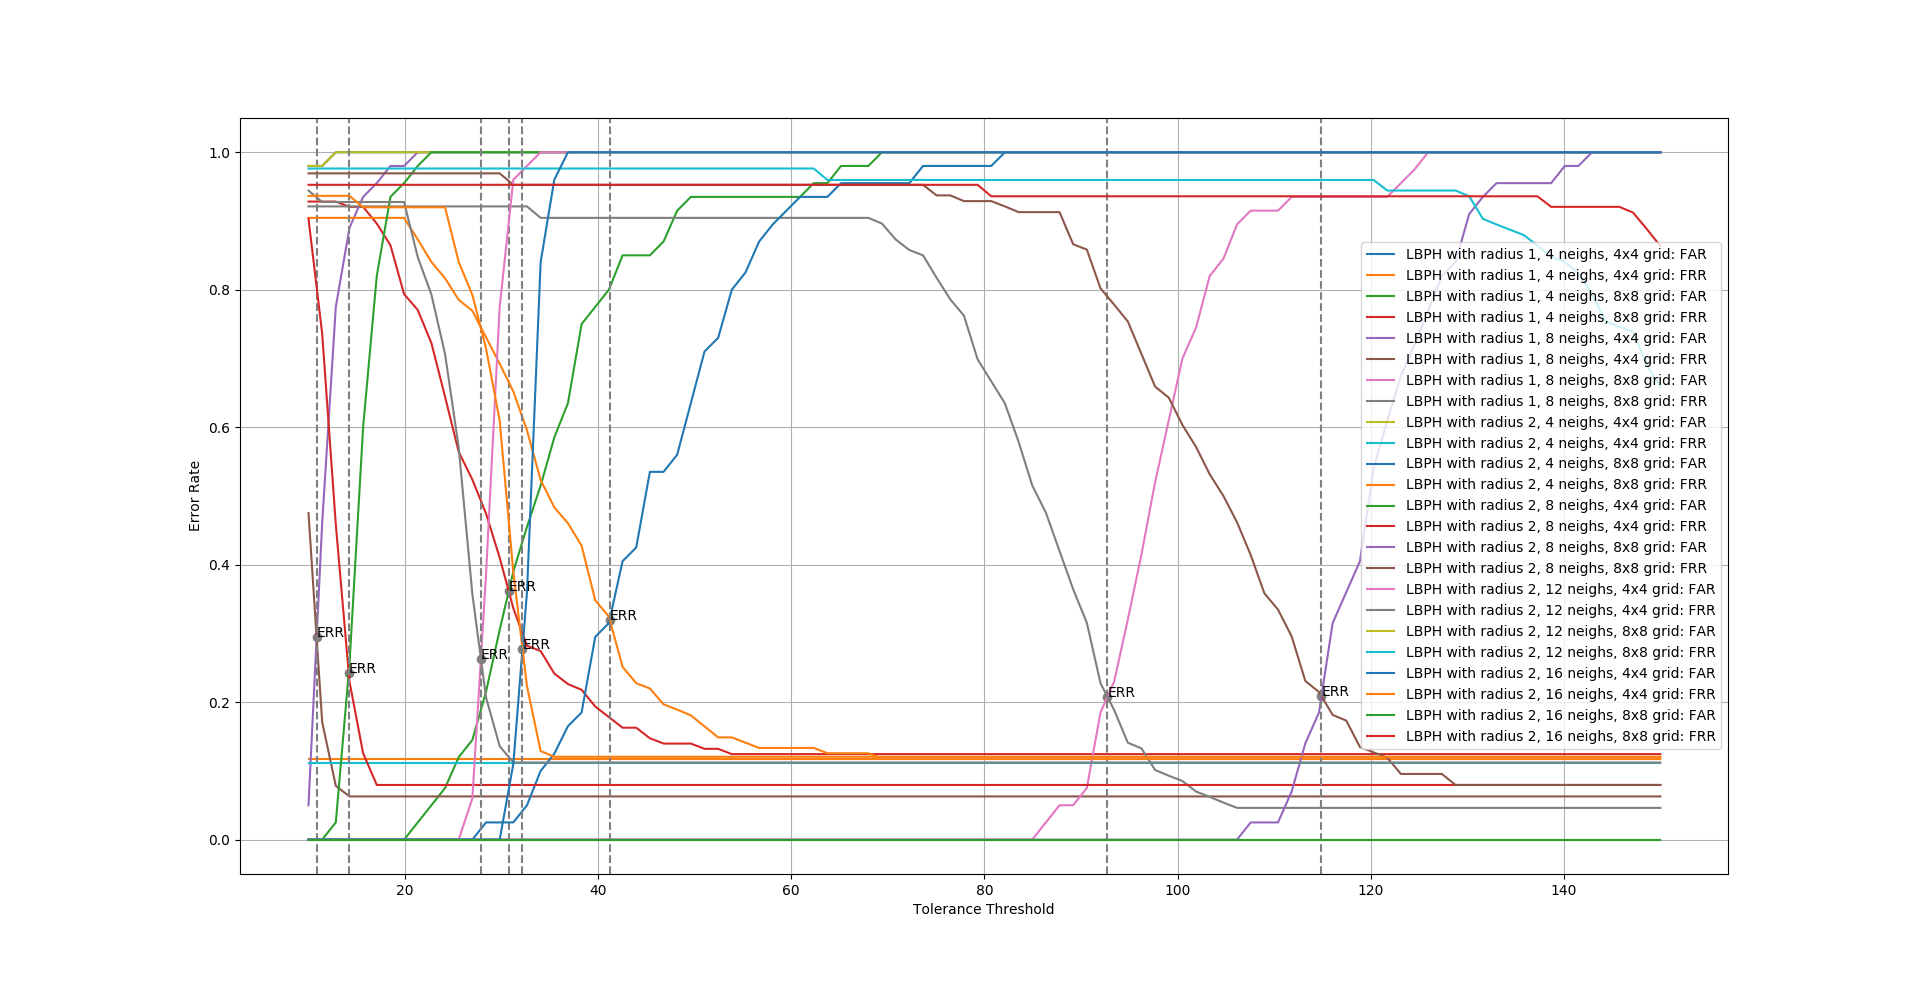 1.0
0.8
0.6
0.4
0.2
0.0
Error Rate
ERR
ERR
ERR
ERR
ERR
ERR
ERR
ERR
LBPH with radius 1, 4 neighs, 4x4 grid: FAR
LBPH with radius 1, 4 neighs, 4x4 grid: FRR
LBPH with radius 1, 4 neighs, 8x8 grid: FAR
LBPH with radius 1, 4 neighs, 8x8 grid: FRR
LBPH with radius 1, 8 neighs, 4x4 grid: FAR
LBPH with radius 1, 8 neighs, 4x4 grid: FRR
LBPH with radius 1, 8 neighs, 8x8 grid: FAR
LBPH with radius 1, 8 neighs, 8x8 grid: FRR
LBPH with radius 2, 4 neighs, 4x4 grid: FAR
LBPH with radius 2, 4 neighs, 4x4 grid: FRR
LBPH with radius 2, 4 neighs, 8x8 grid: FAR
LBPH with radius 2, 4 neighs, 8x8 grid: FRR
LBPH with radius 2, 8 neighs, 4x4 grid: FAR
LBPH with radius 2, 8 neighs, 4x4 grid: FRR
LBPH with radius 2, 8 neighs, 8x8 grid: FAR
LBPH with radius 2, 8 neighs, 8x8 grid: FRR
LBPH with radius 2, 12 neighs, 4x4 grid: FAR
LBPH with radius 2, 12 neighs, 4x4 grid: FRR
LBPH with radius 2, 12 neighs, 8x8 grid: FAR
LBPH with radius 2, 12 neighs, 8x8 grid: FRR
LBPH with radius 2, 16 neighs, 4x4 grid: FAR
LBPH with radius 2, 16 neighs, 4x4 grid: FRR
LBPH with radius 2, 16 neighs, 8x8 grid: FAR
LBPH with radius 2, 16 neighs, 8x8 grid: FRR
20 40 60 80 100 120 140
Tolerance Threshold